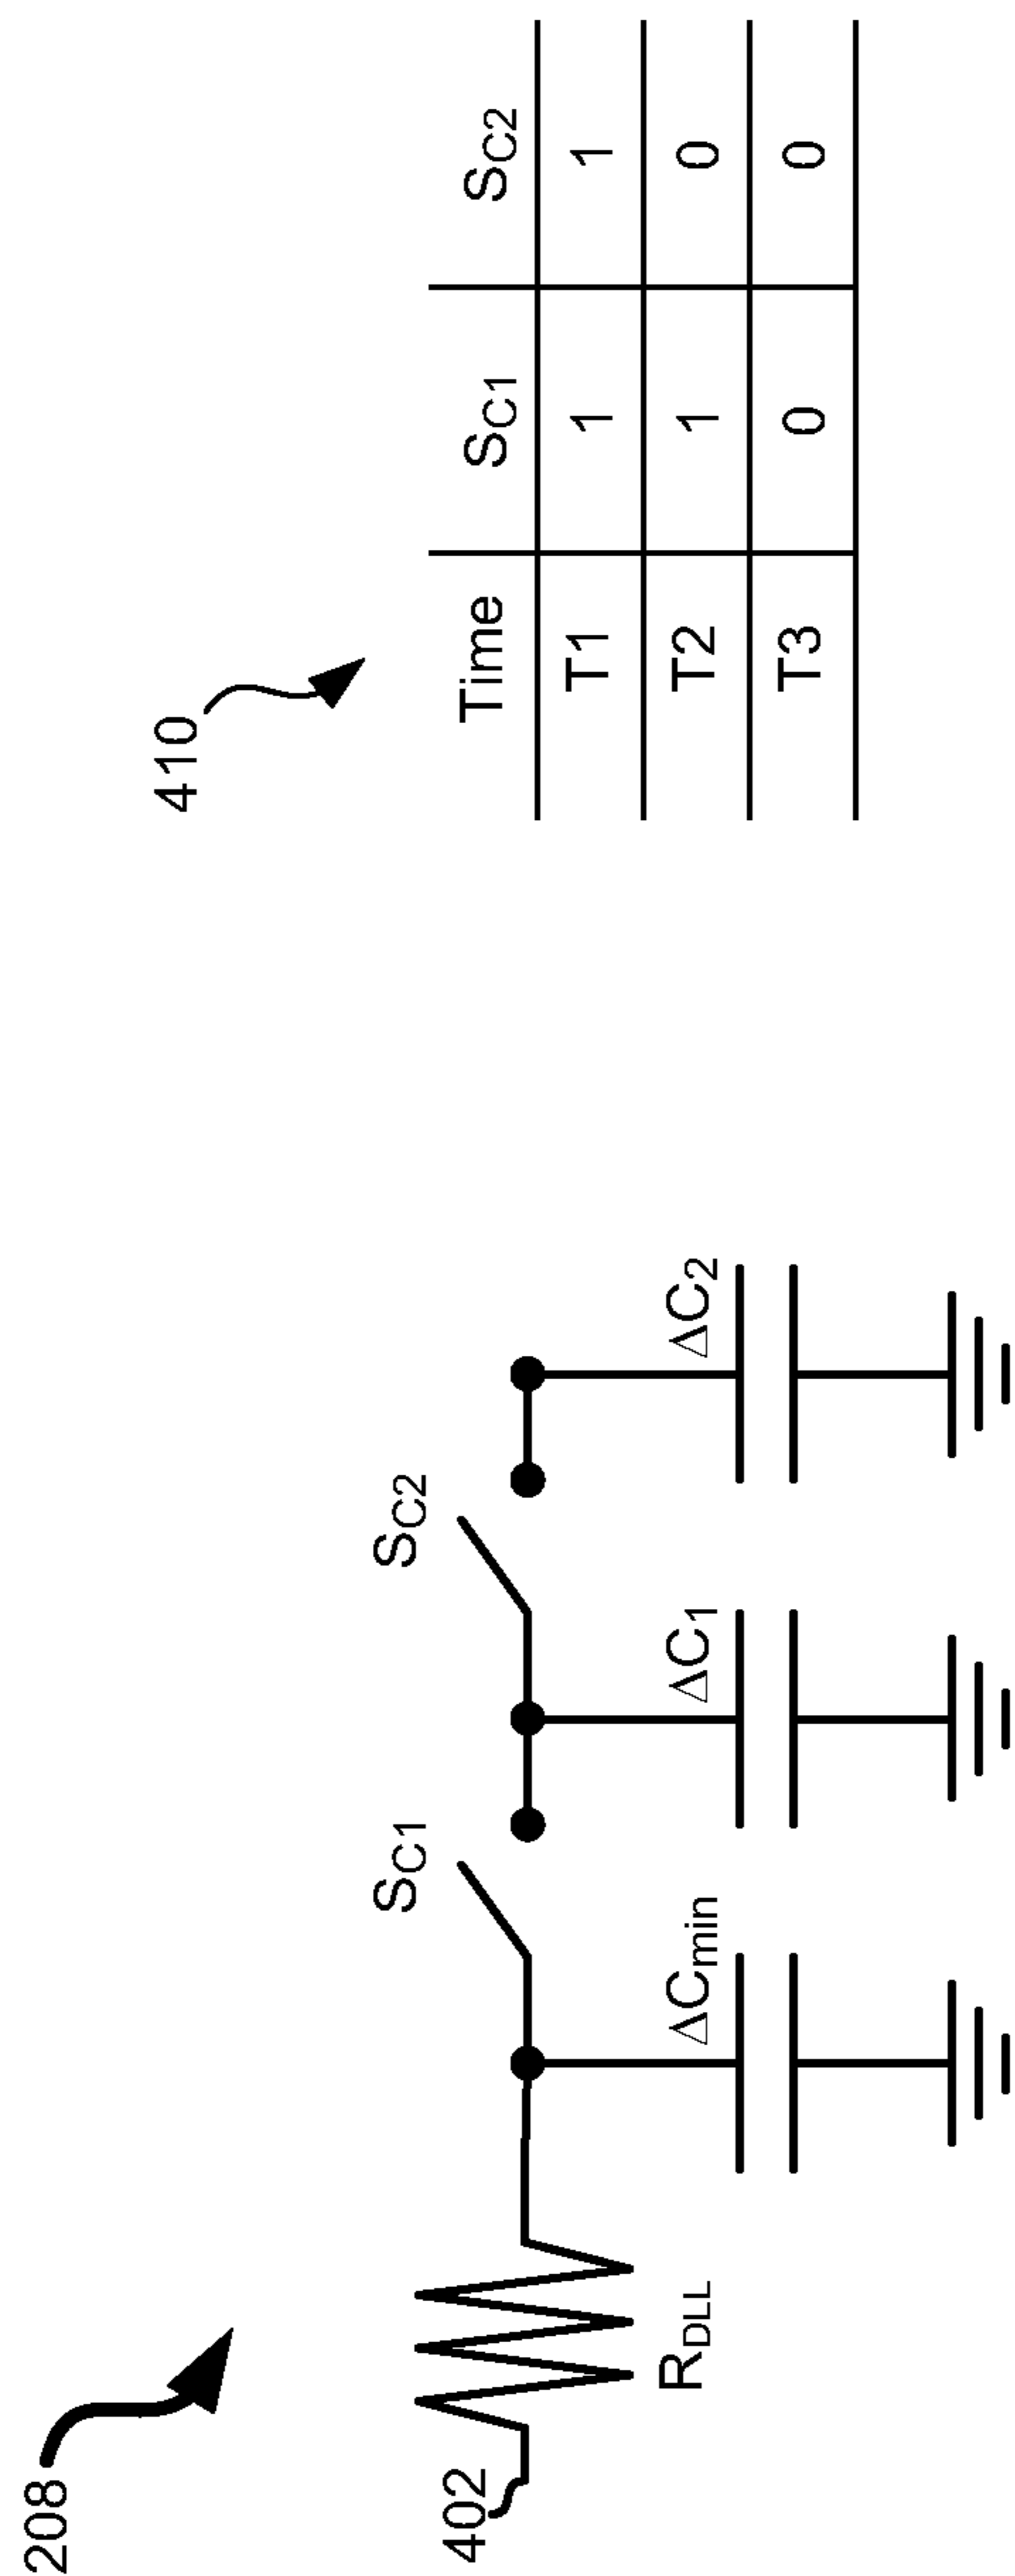 208
402
R_DLL
ΔC_min
S_C1
ΔC_1
S_C2
ΔC_2
410
Time S_C1 S_C2
T1 1 1
T2 1 0
T3 0 0